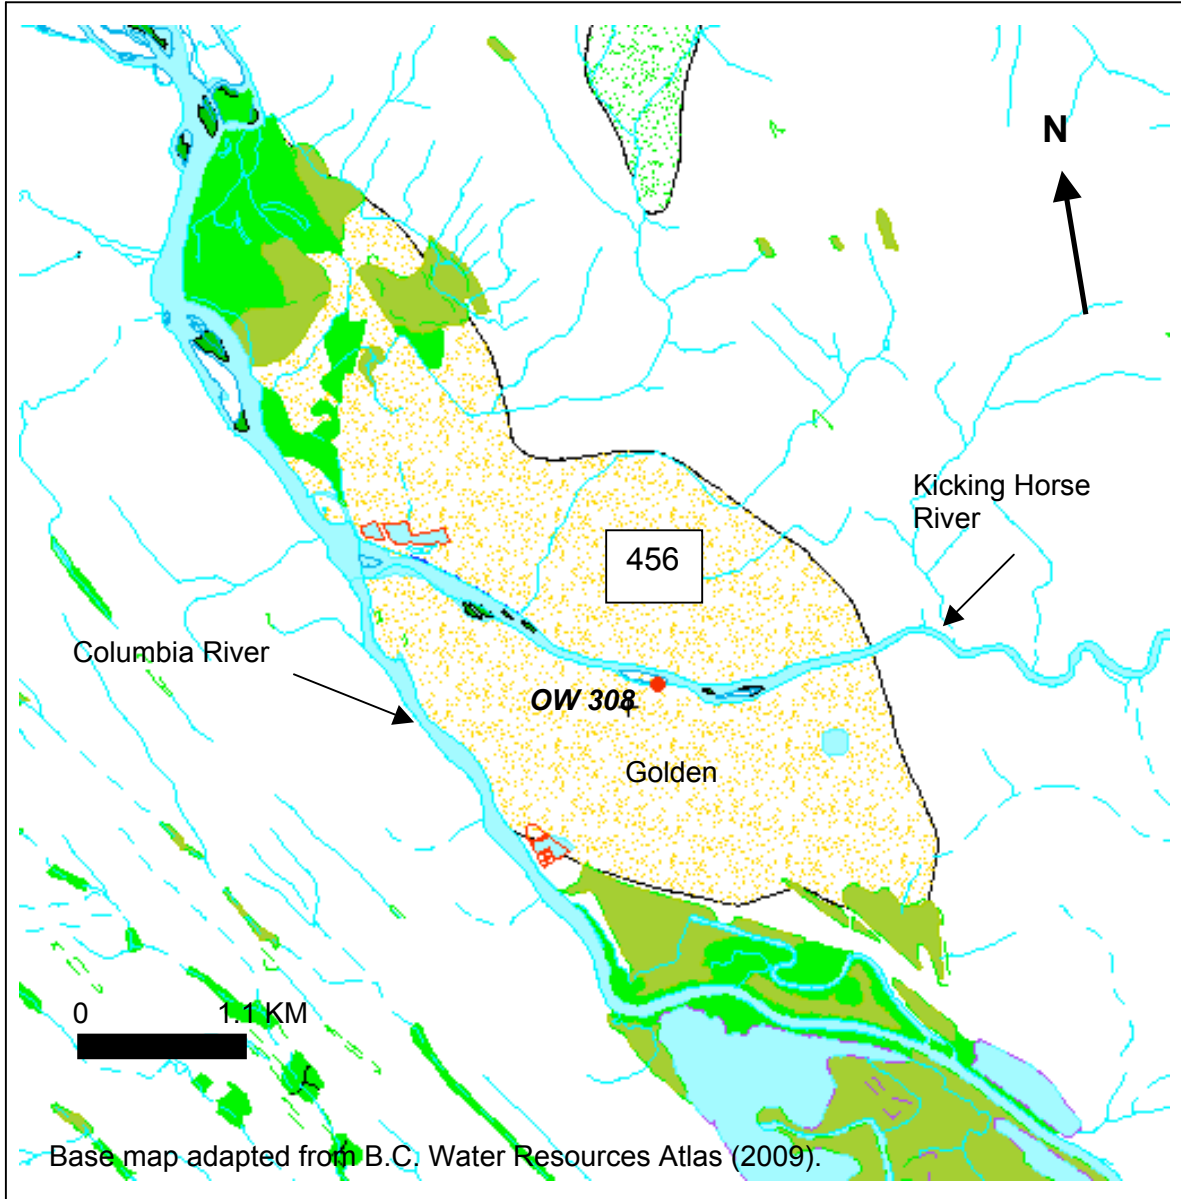 N
Kicking Horse
River
456
Columbia River
OW 308
Golden
0 1.1 KM
Base map adapted from B.C. Water Resources Atlas (2009).